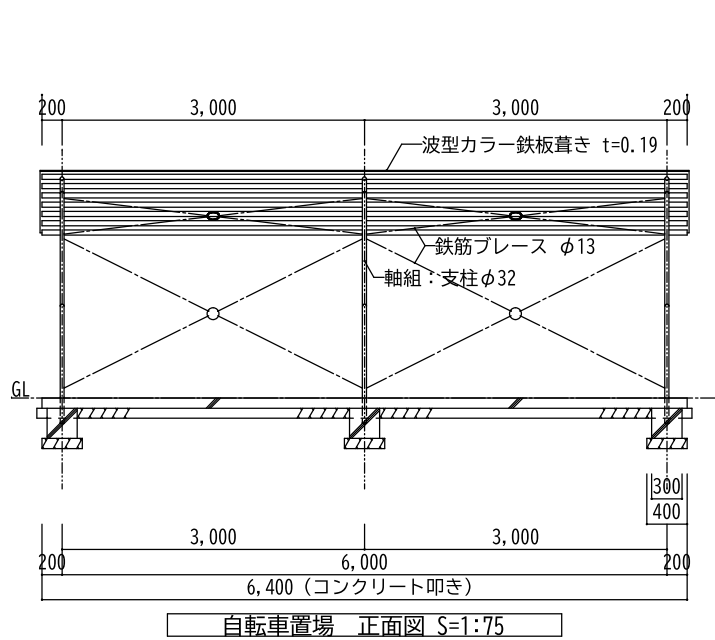 200 3,000 3,000 200
波型カラー鉄板葺き t=0.19
鉄筋ブレース φ13
軸組：支柱φ32
GL
300
400
3,000 3,000
200 6,000 200
6,400（コンクリート叩き）
自転車置場 正面図 S=1:75